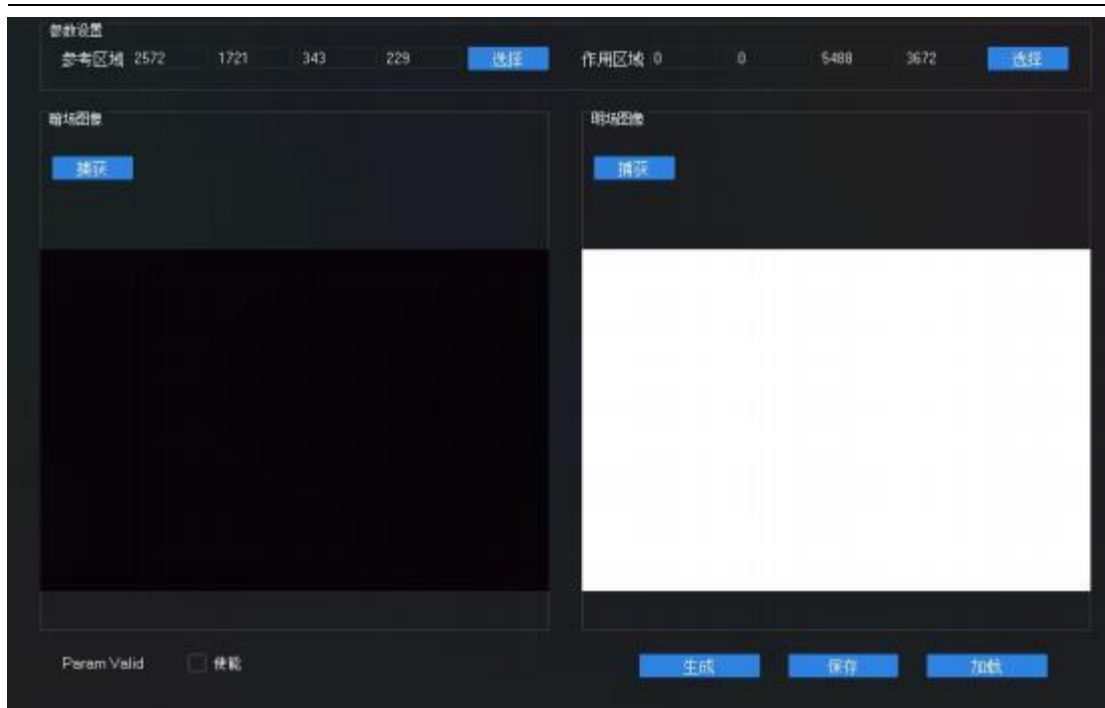 参数设置
参考区域 2572 1721 343 229 选择 作用区域 0 0 5488 3672 选择
暗场图像 明场图像
捕获 捕获
Param Valid 使能 生成 保存 加载